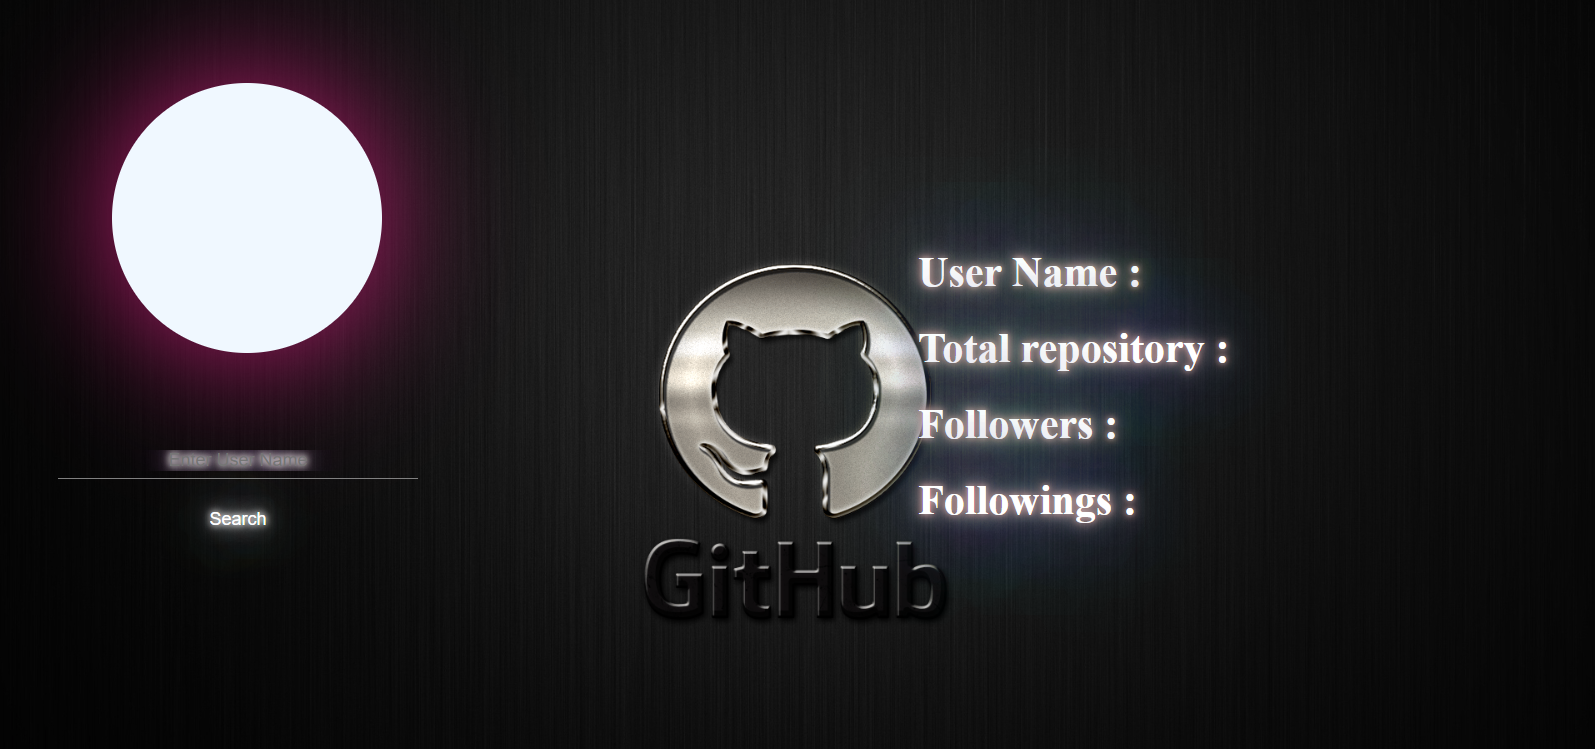 Enter User Name
Search
GitHub
User Name :
Total repository :
Followers :
Followings :